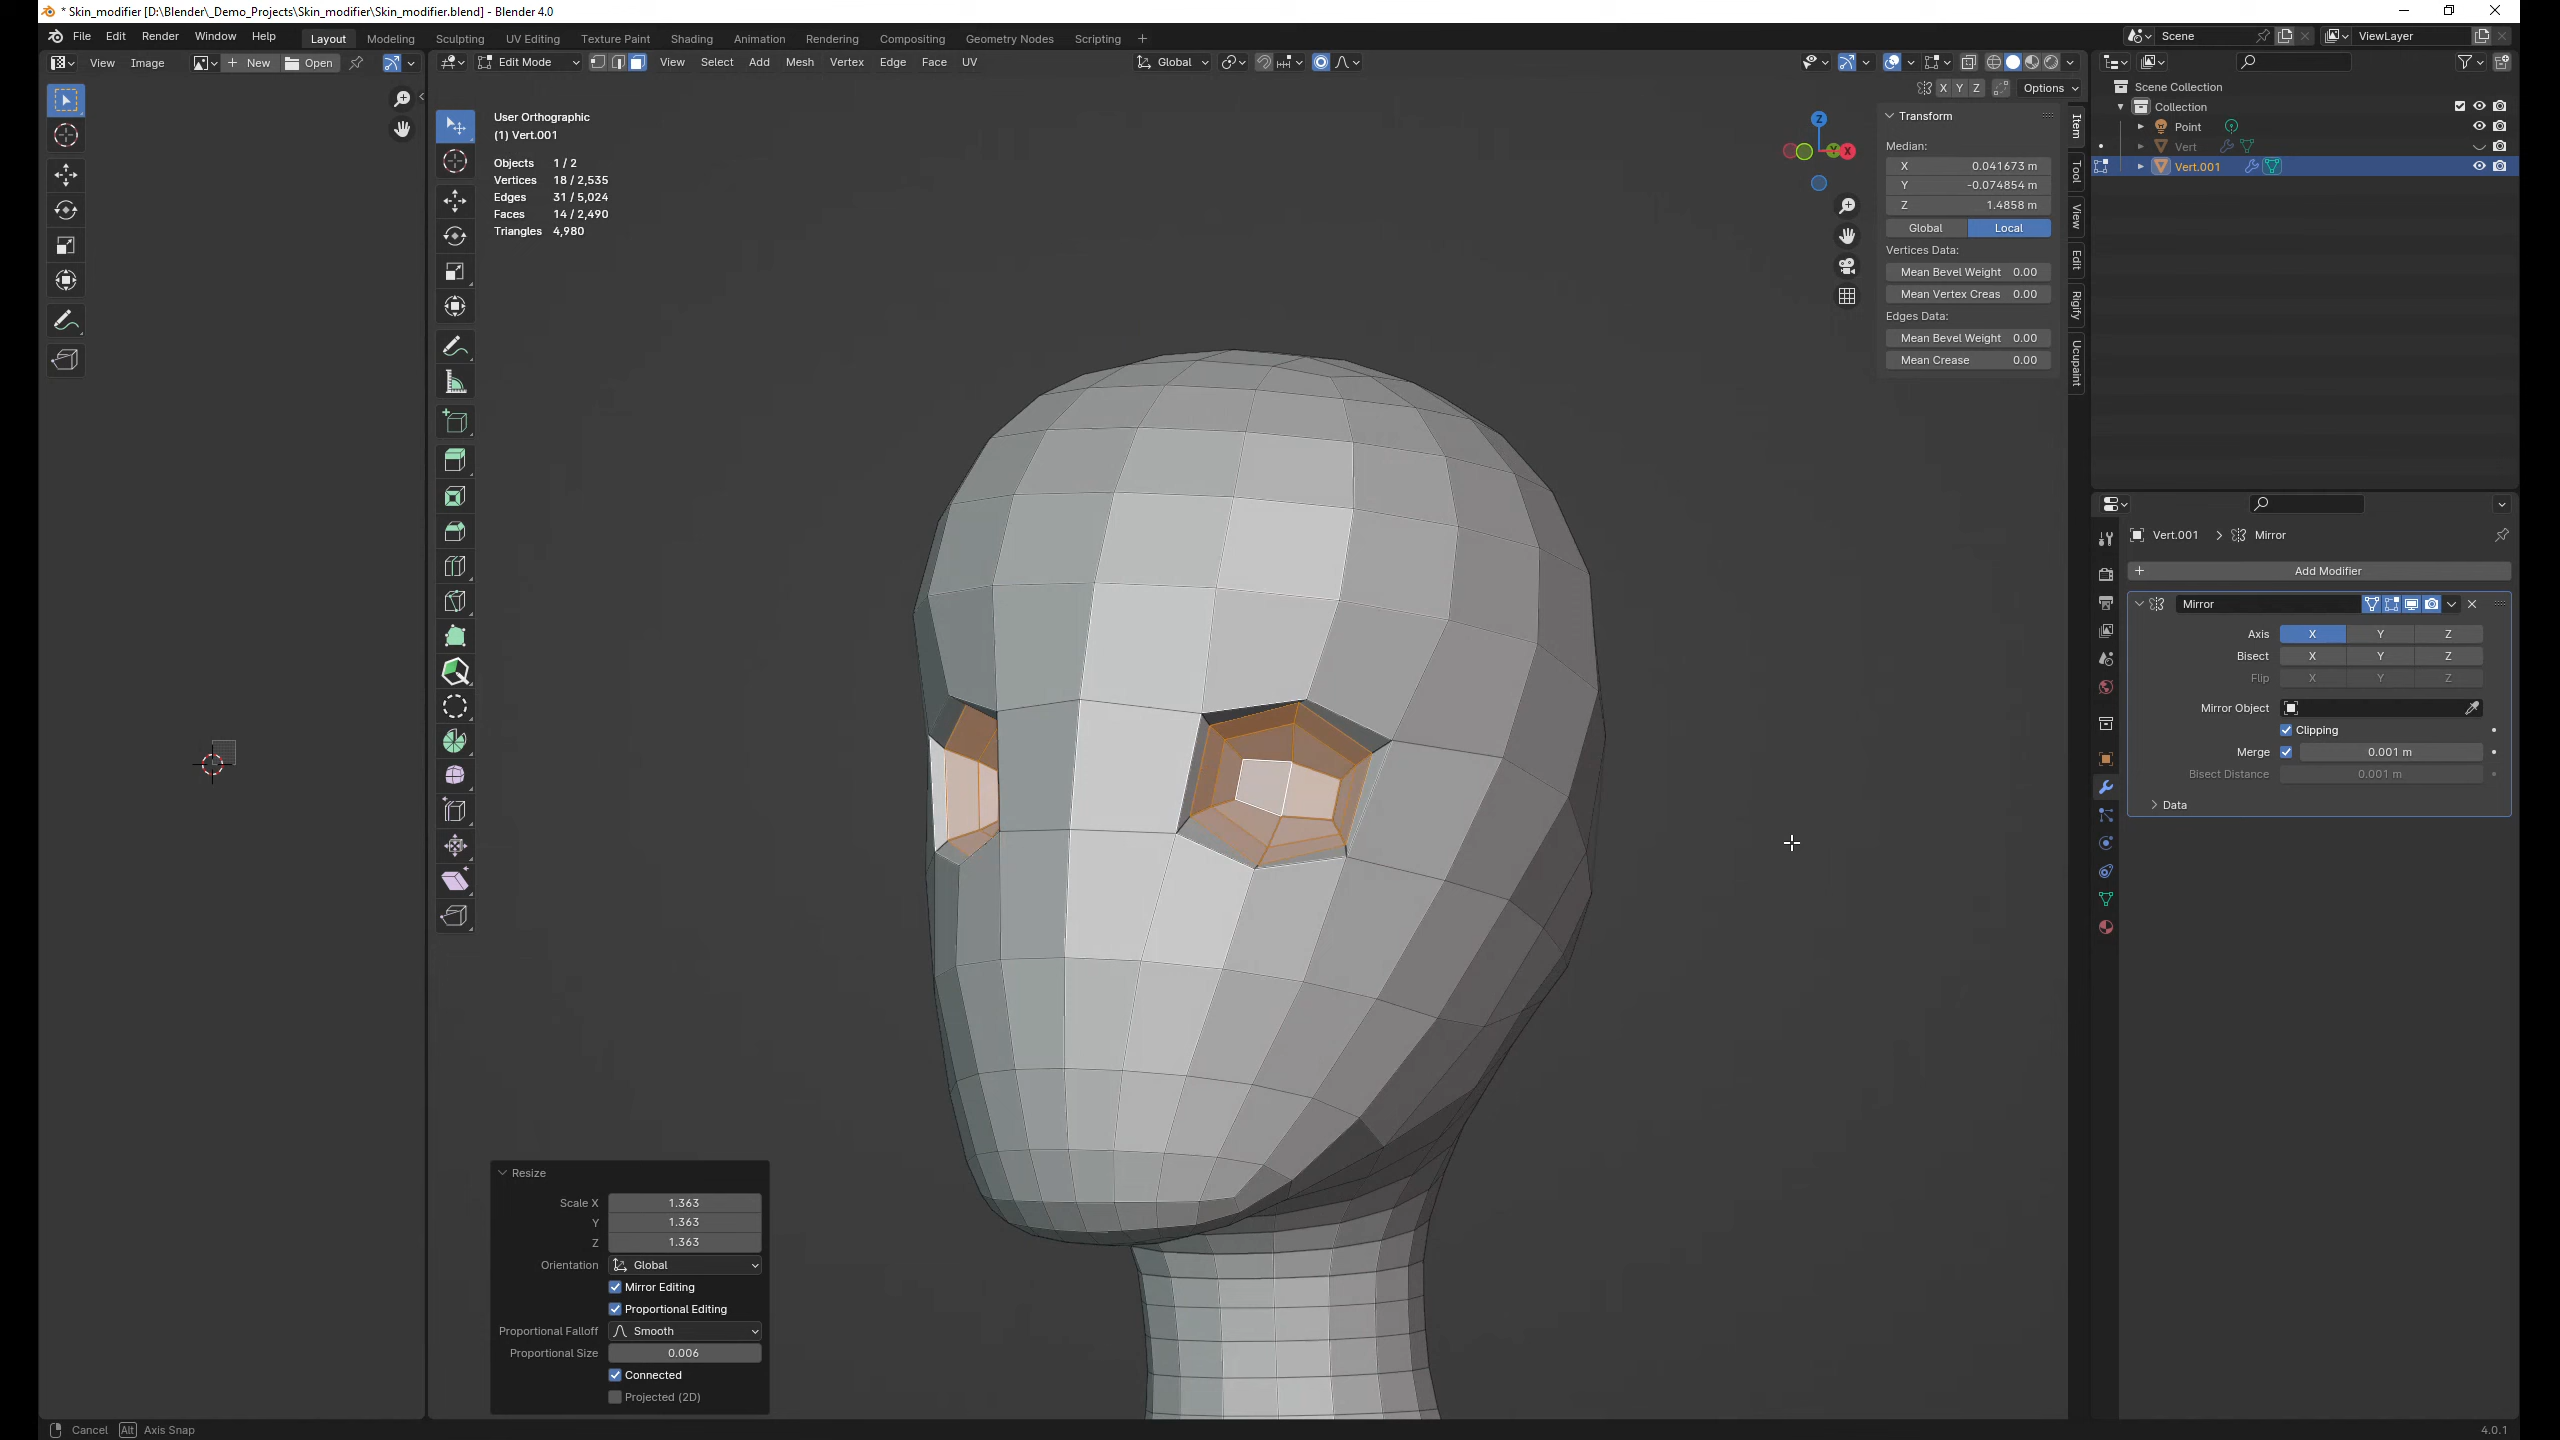 * Skin_modifier [D:\Blender\_Demo_Projects\Skin_modifier\Skin_modifier.blend] - Blender 4.0
File Edit Render Window Help
Layout Modeling Sculpting UV Editing Texture Paint Shading Animation Rendering Compositing Geometry Nodes Scripting +
Scene
ViewLayer
View Image + New Open
Edit Mode View Select Add Mesh Vertex Edge Face UV
Global
X Y Z Options
User Orthographic
(1) Vert.001
Objects 1 / 2
Vertices 18 / 2,535
Edges 31 / 5,024
Faces 14 / 2,490
Triangles 4,980
Z
Y
X
Transform
Median:
X 0.041673 m
Y -0.074854 m
Z 1.4858 m
Global Local
Vertices Data:
Mean Bevel Weight 0.00
Mean Vertex Creas 0.00
Edges Data:
Mean Bevel Weight 0.00
Mean Crease 0.00
Item
Tool
View
Edit
Rigify
Ucupaint
Scene Collection
Collection
Point
Vert
Vert.001
Vert.001 > Mirror
+ Add Modifier
Mirror
Axis X Y Z
Bisect X Y Z
Flip X Y Z
Mirror Object
Clipping
Merge 0.001 m
Bisect Distance 0.001 m
Data
Resize
Scale X 1.363
Y 1.363
Z 1.363
Orientation Global
Mirror Editing
Proportional Editing
Proportional Falloff Smooth
Proportional Size 0.006
Connected
Projected (2D)
Cancel Alt Axis Snap
4.0.1